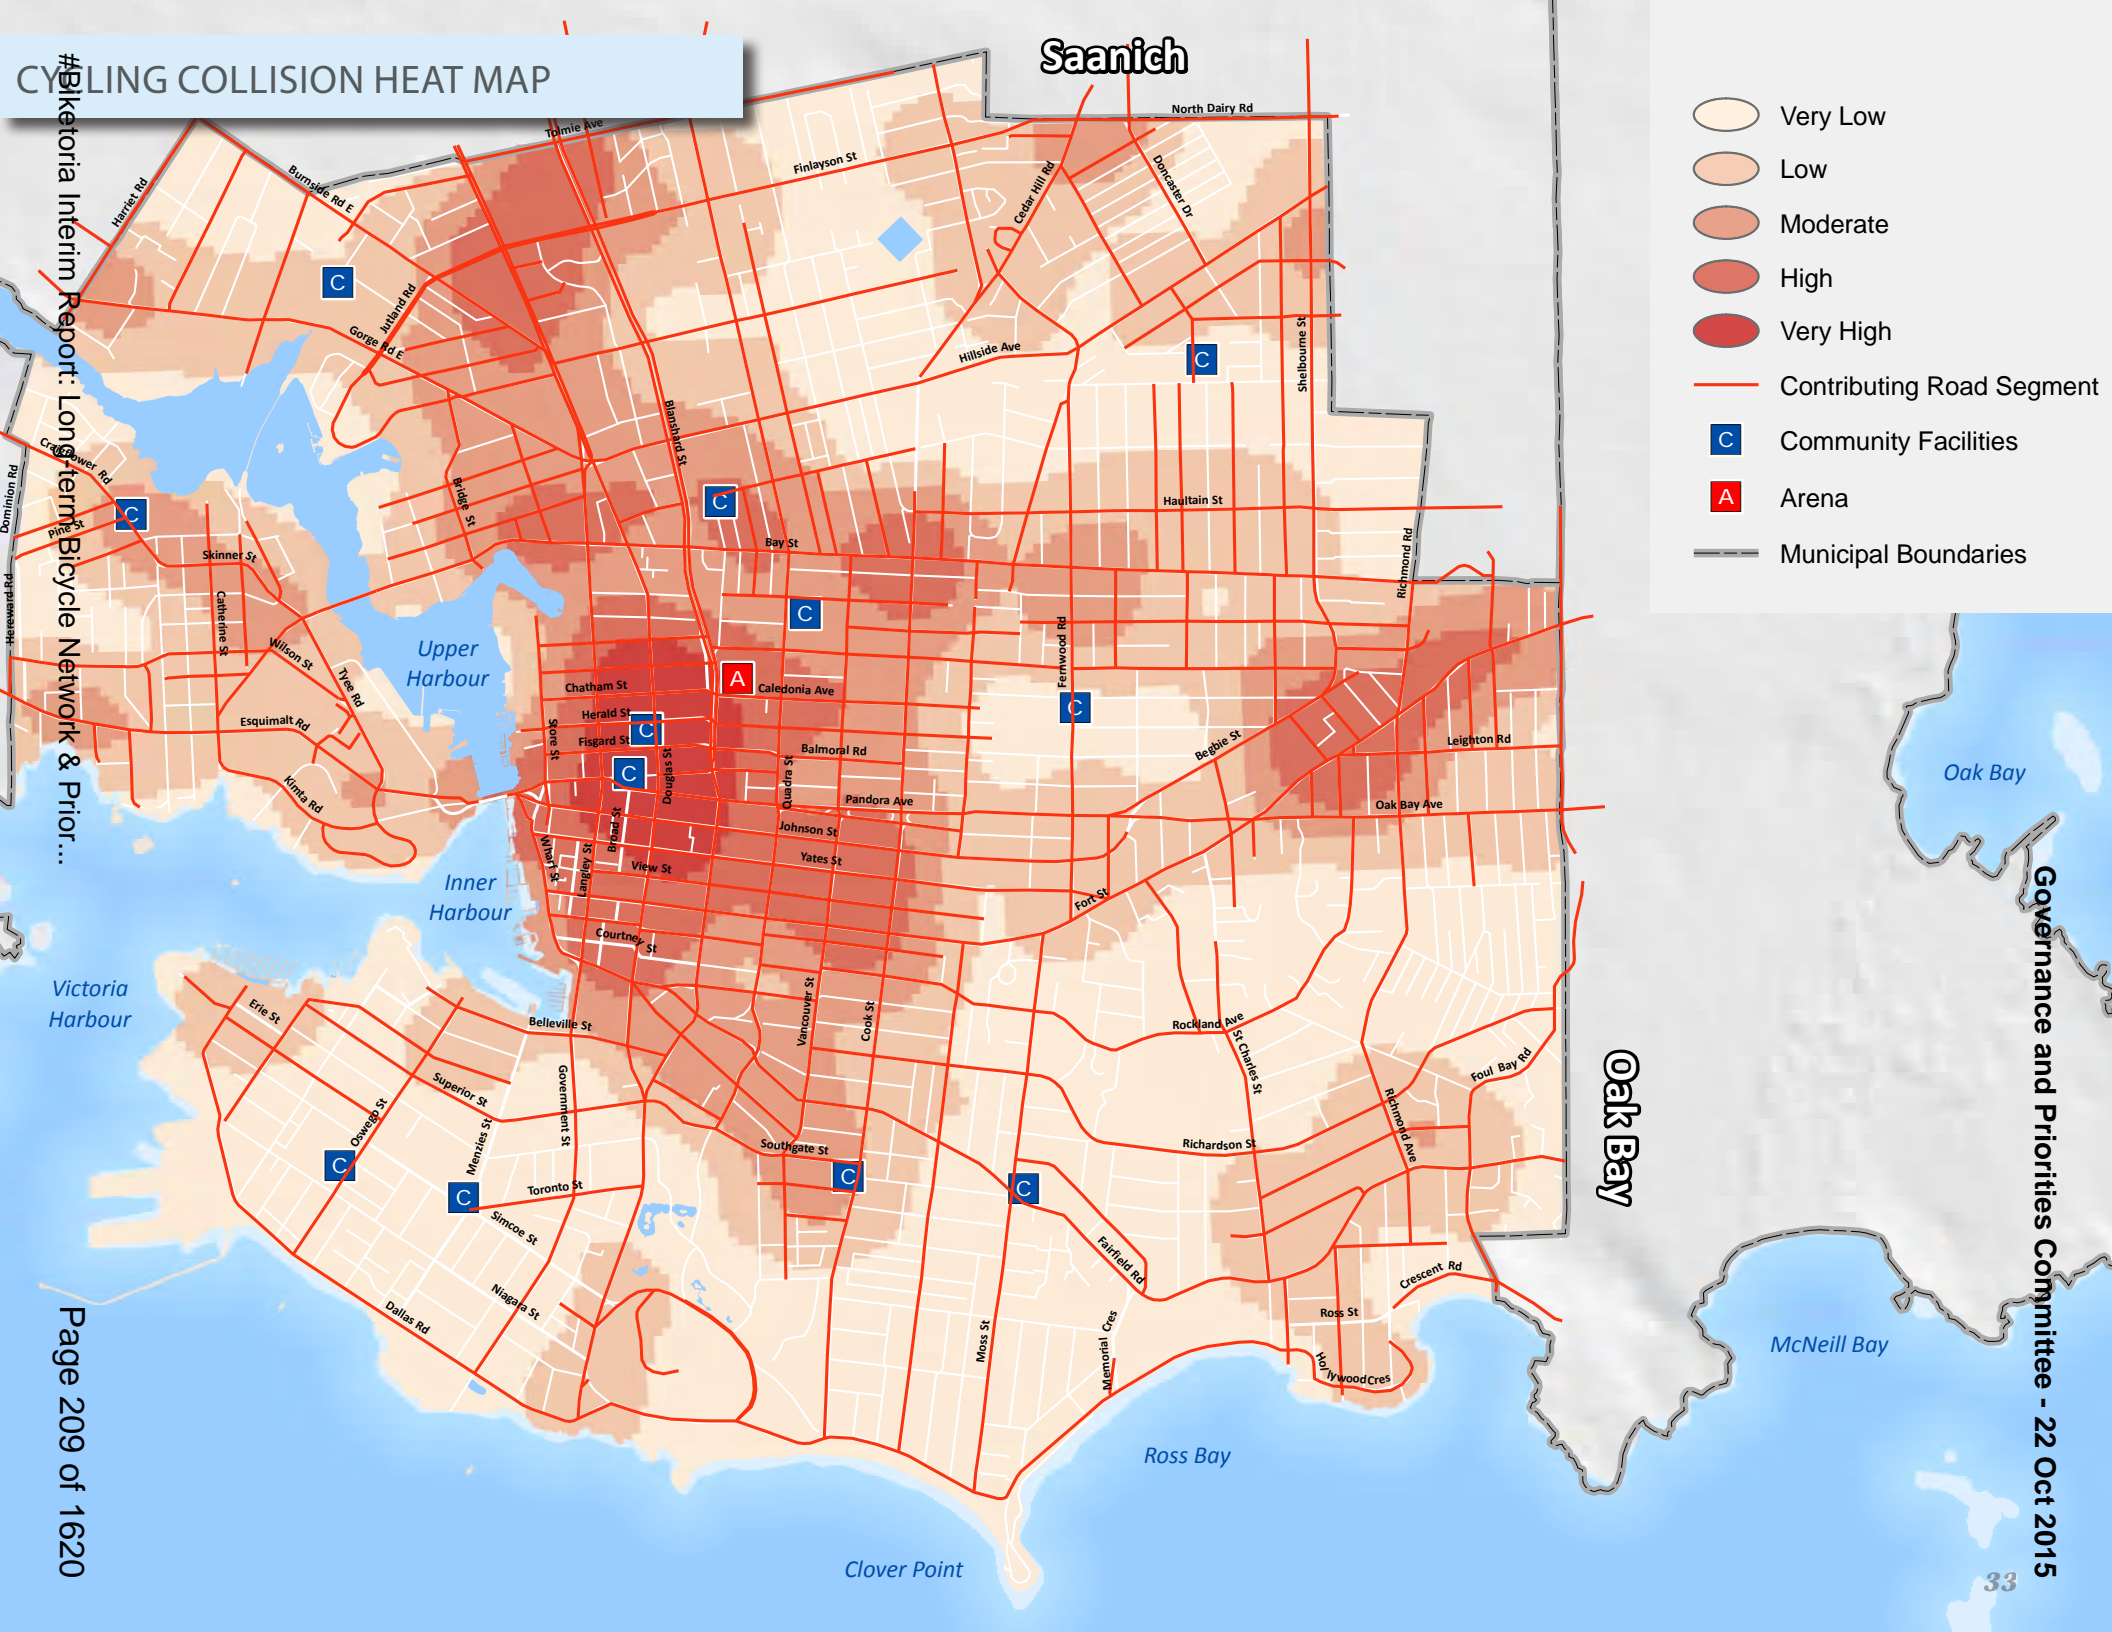 CYCLING COLLISION HEAT MAP
#Biketoria Interim Report: Long-term Bicycle Network & Prior...
Page 209 of 1620
Governance and Priorities Committee - 22 Oct 2015
33
Very Low
Low
Moderate
High
Very High
Contributing Road Segment
C Community Facilities
A Arena
Municipal Boundaries
Saanich
Oak Bay
North Dairy Rd
Tolmie Ave
Finlayson St
Burnside Rd E
Harriet Rd
Cedar Hill Rd
Doncaster Dr
C
Jutland Rd
Gorge Rd E
Hillside Ave
Shelbourne St
C
Blanshard St
Craigflower Rd
Dominion Rd
Pine St
C
Bridge St
C
Haultain St
Bay St
Skinner St
Richmond Rd
Hereward Rd
Catherine St
C
Fernwood Rd
Wilson St
Tyee Rd
Upper
Harbour
Chatham St
A
Caledonia Ave
Herald St
C
C
Esquimalt Rd
Store St
Fisgard St
Douglas St
Balmoral Rd
Begbie St
Leighton Rd
Oak Bay
C
Quadra St
Kimta Rd
Pandora Ave
Oak Bay Ave
Broad St
Johnson St
Wharf St
Langley St
View St
Yates St
Inner
Harbour
Fort St
Courtney St
Victoria
Harbour
Erie St
Belleville St
Vancouver St
Cook St
Rockland Ave
St Charles St
Foul Bay Rd
Superior St
Oswego St
Menzies St
Government St
Southgate St
Richardson St
Richmond Ave
C
C
C
C
Toronto St
Simcoe St
Fairfield Rd
Crescent Rd
Niagara St
Dallas Rd
Moss St
Memorial Cres
Ross St
Hollywood Cres
McNeill Bay
Ross Bay
Clover Point